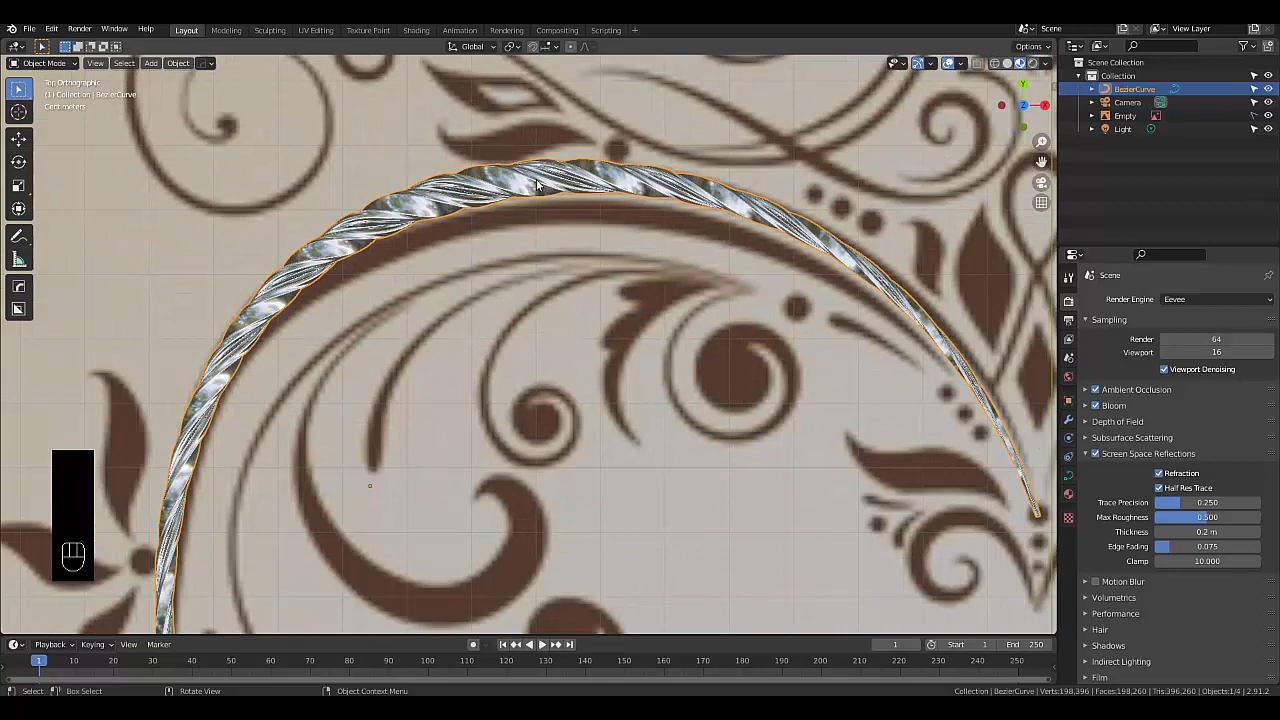 File Edit Render Window Help Layout Modeling Sculpting UV Editing Texture Paint Shading Animation Rendering Compositing Scripting + Scene View Layer
Global Options
Object Mode View Select Add Object
Top Orthographic
(1) Collection | BezierCurve
Centimeters
Y
Z X
Scene Collection
Collection
BezierCurve
Camera
Empty
Light
Scene
Render Engine Eevee
Sampling
Render 64
Viewport 16
Viewport Denoising
Ambient Occlusion
Bloom
Depth of Field
Subsurface Scattering
Screen Space Reflections
Refraction
Half Res Trace
Trace Precision 0.250
Max Roughness 0.500
Thickness 0.2 m
Edge Fading 0.075
Clamp 10.000
Motion Blur
Volumetrics
Performance
Hair
Shadows
Indirect Lighting
Film
Playback Keying View Marker 1 Start 1 End 250
1 10 20 30 40 50 60 70 80 90 100 110 120 130 140 150 160 170 180 190 200 210 220 230 240 250
Select Box Select Rotate View Object Context Menu Collection | BezierCurve | Verts:198,396 | Faces:198,260 | Tris:396,260 | Objects:1/4 | 2.91.2